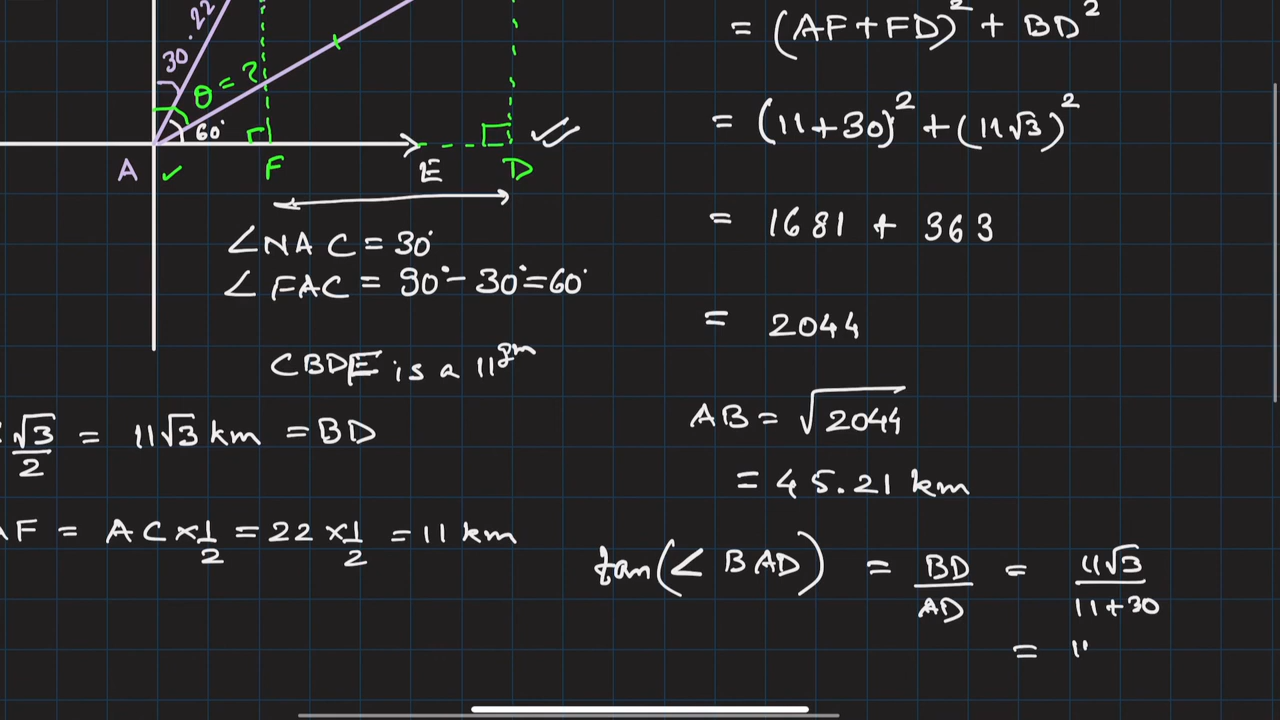 30° 22
θ = ?
60°
A F E D
∠NAC = 30°
∠FAC = 90° - 30° = 60°
CBDE is a 11gm
√3/2 = 11√3 km = BD
AF = AC × 1/2 = 22 × 1/2 = 11 km
= (AF + FD)² + BD²
= (11 + 30)² + (11√3)²
= 1681 + 363
= 2044
AB = √2044
= 45.21 km
tan(∠BAD) = BD/AD = 11√3/11+30
= 11